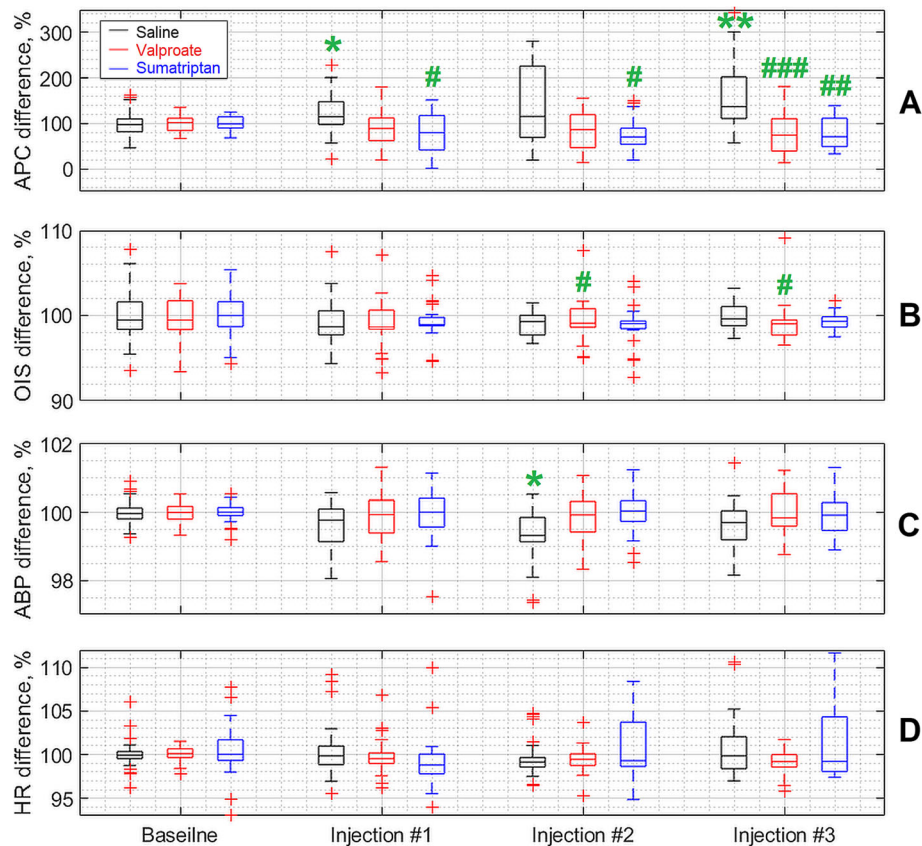 APC difference, %
300
200
100
0
Saline
Valproate
Sumatriptan
*
#
#
**
###
##
A
OIS difference, %
110
100
90
#
#
B
ABP difference, %
102
100
98
*
C
HR difference, %
110
105
100
95
D
Baseilne
Injection #1
Injection #2
Injection #3